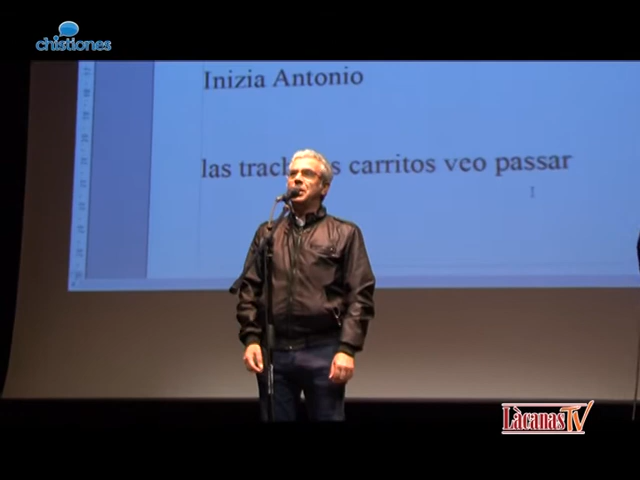 chistiones
Inizia Antonio
las carritos veo passar
LàcanasTV